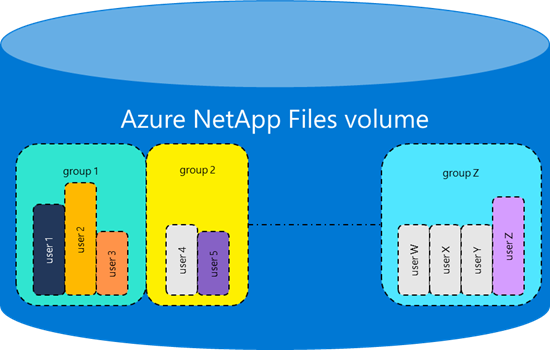 Azure NetApp Files volume
group 1
user 1
user 2
user 3
group 2
user 4
user 5
group Z
user W
user X
user Y
user Z